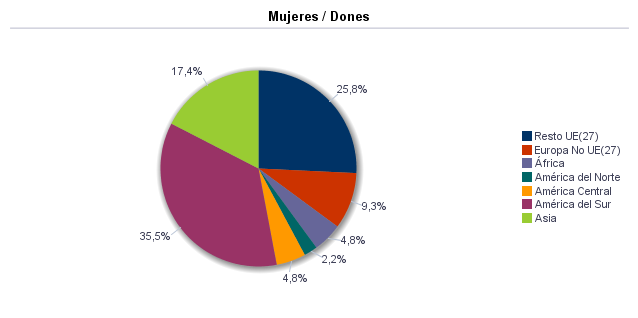 Mujeres / Dones
17,4%
25,8%
9,3%
4,8%
2,2%
4,8%
35,5%
Resto UE(27)
Europa No UE(27)
África
América del Norte
América Central
América del Sur
Asia